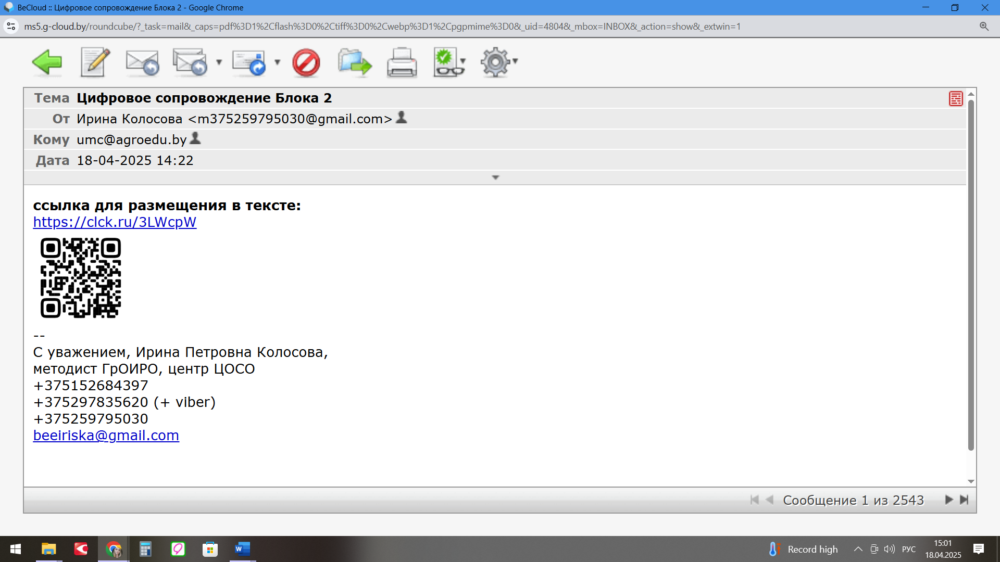 BeCloud :: Цифровое сопровождение Блока 2 - Google Chrome
ms5.g-cloud.by/roundcube/?_task=mail&_caps=pdf%3D1%2Cflash%3D0%2Ctiff%3D0%2Cwebp%3D1%2Cpgpmime%3D0&_uid=4804&_mbox=INBOX&_action=show&_extwin=1
Тема Цифровое сопровождение Блока 2
От Ирина Колосова <m375259795030@gmail.com>
Кому umc@agroedu.by
Дата 18-04-2025 14:22
ссылка для размещения в тексте:
https://clck.ru/3LWcpW
--
С уважением, Ирина Петровна Колосова,
методист ГрОИРО, центр ЦОСО
+375152684397
+375297835620 (+ viber)
+375259795030
beeiriska@gmail.com
Сообщение 1 из 2543
Record high
РУС
15:01
18.04.2025